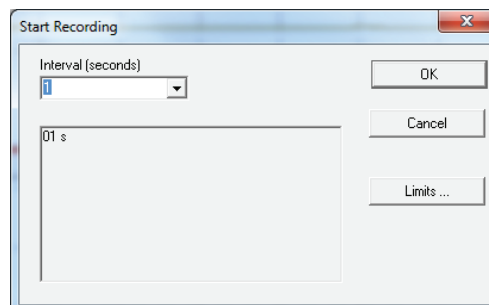 Start Recording
Interval (seconds)
1
OK
Cancel
01 s
Limits ...